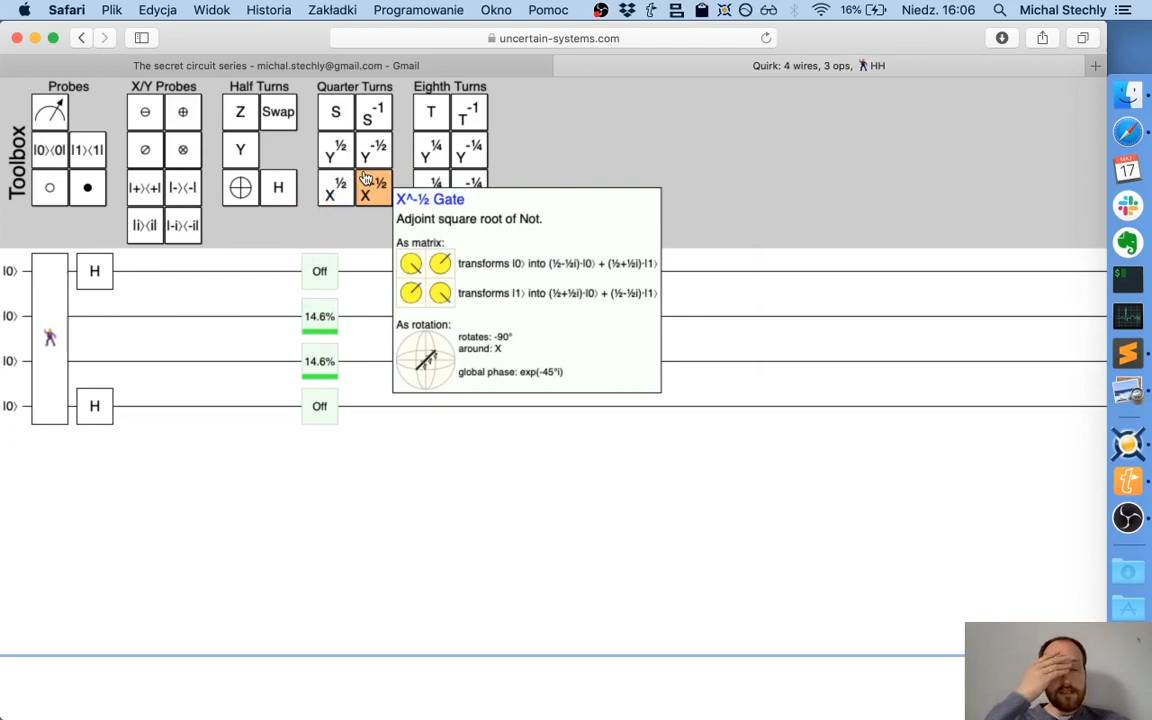 Safari Plik Edycja Widok Historia Zakładki Programowanie Okno Pomoc 16% Niedz. 16:06 Michal Stechly
uncertain-systems.com
The secret circuit series - michal.stechly@gmail.com - Gmail
Quirk: 4 wires, 3 ops, 🕺HH
Toolbox
Probes X/Y Probes Half Turns Quarter Turns Eighth Turns
⊖ ⊕ Z Swap S S⁻¹ T T⁻¹
|0⟩⟨0| |1⟩⟨1| ⊘ ⊗ Y Y^½ Y^-½ Y^¼ Y^-¼
○ ● |+⟩⟨+| |-⟩⟨-| ⊕ H X^½ X^-½ ¼ -¼
|i⟩⟨i| |-i⟩⟨-i|
X^-½ Gate
Adjoint square root of Not.
As matrix:
transforms |0⟩ into (½-½i)·|0⟩ + (½+½i)·|1⟩
transforms |1⟩ into (½+½i)·|0⟩ + (½-½i)·|1⟩
As rotation:
rotates: -90°
around: X
global phase: exp(-45°i)
|0⟩ H Off
|0⟩ 14.6%
|0⟩ 14.6%
|0⟩ H Off
MAJ
17